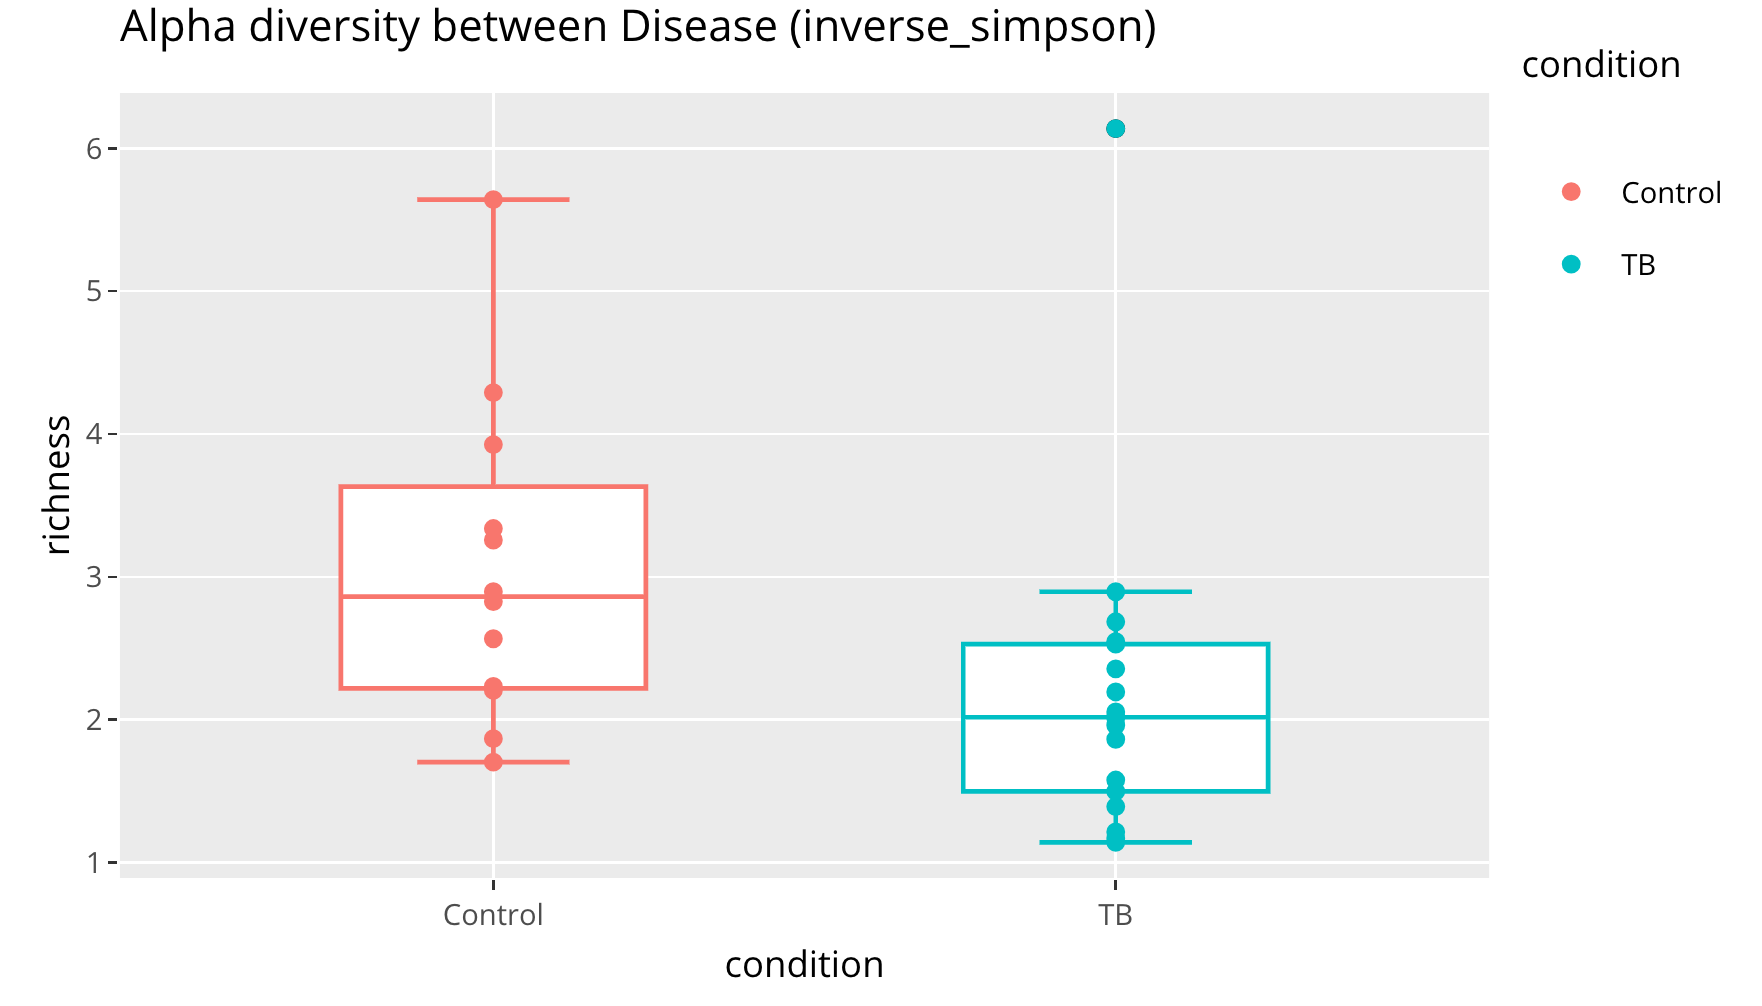 Alpha diversity between Disease (inverse_simpson)
condition
Control
TB
richness
6
5
4
3
2
1
Control
TB
condition